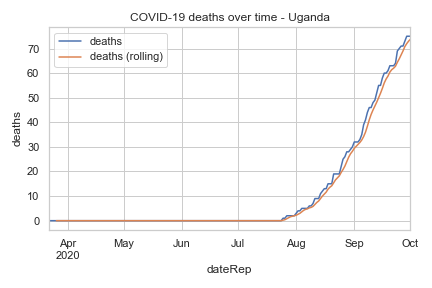 COVID-19 deaths over time - Uganda
deaths
deaths (rolling)
70
60
50
40
30
20
10
0
deaths
Apr
2020
May
Jun
Jul
Aug
Sep
Oct
dateRep